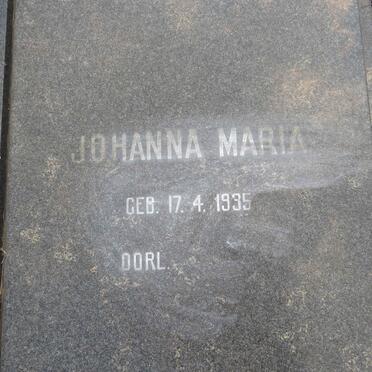 JOHANNA MARIA
GEB. 17. 4. 1935
OORL.